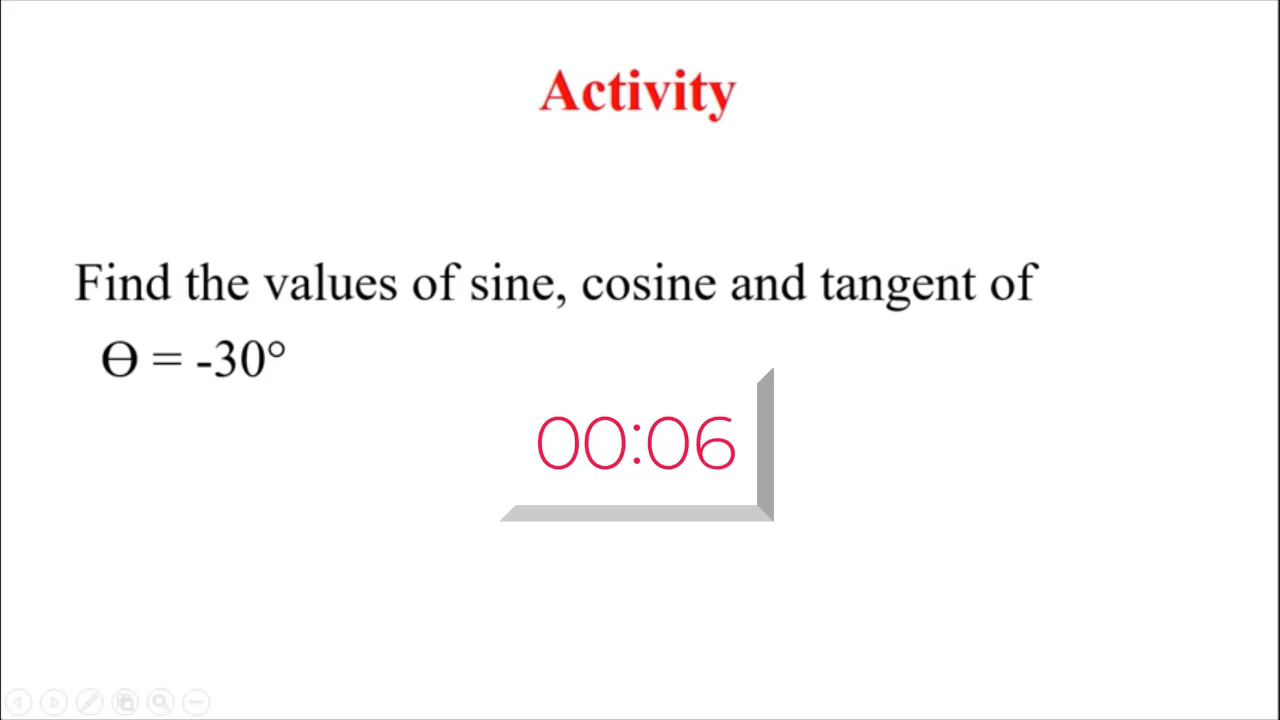 Activity
Find the values of sine, cosine and tangent of
Ɵ = -30°
00:06